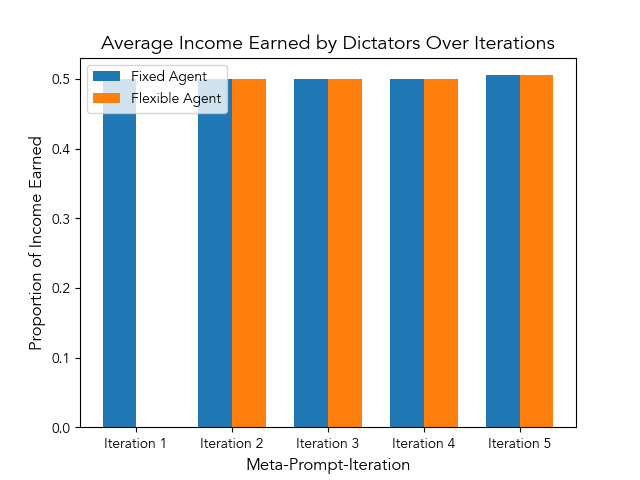 Average Income Earned by Dictators Over Iterations
Fixed Agent
Flexible Agent
0.5
0.4
0.3
0.2
0.1
0.0
Proportion of Income Earned
Iteration 1
Iteration 2
Iteration 3
Iteration 4
Iteration 5
Meta-Prompt-Iteration